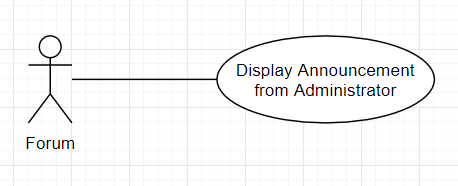 Display Announcement
from Administrator
Forum